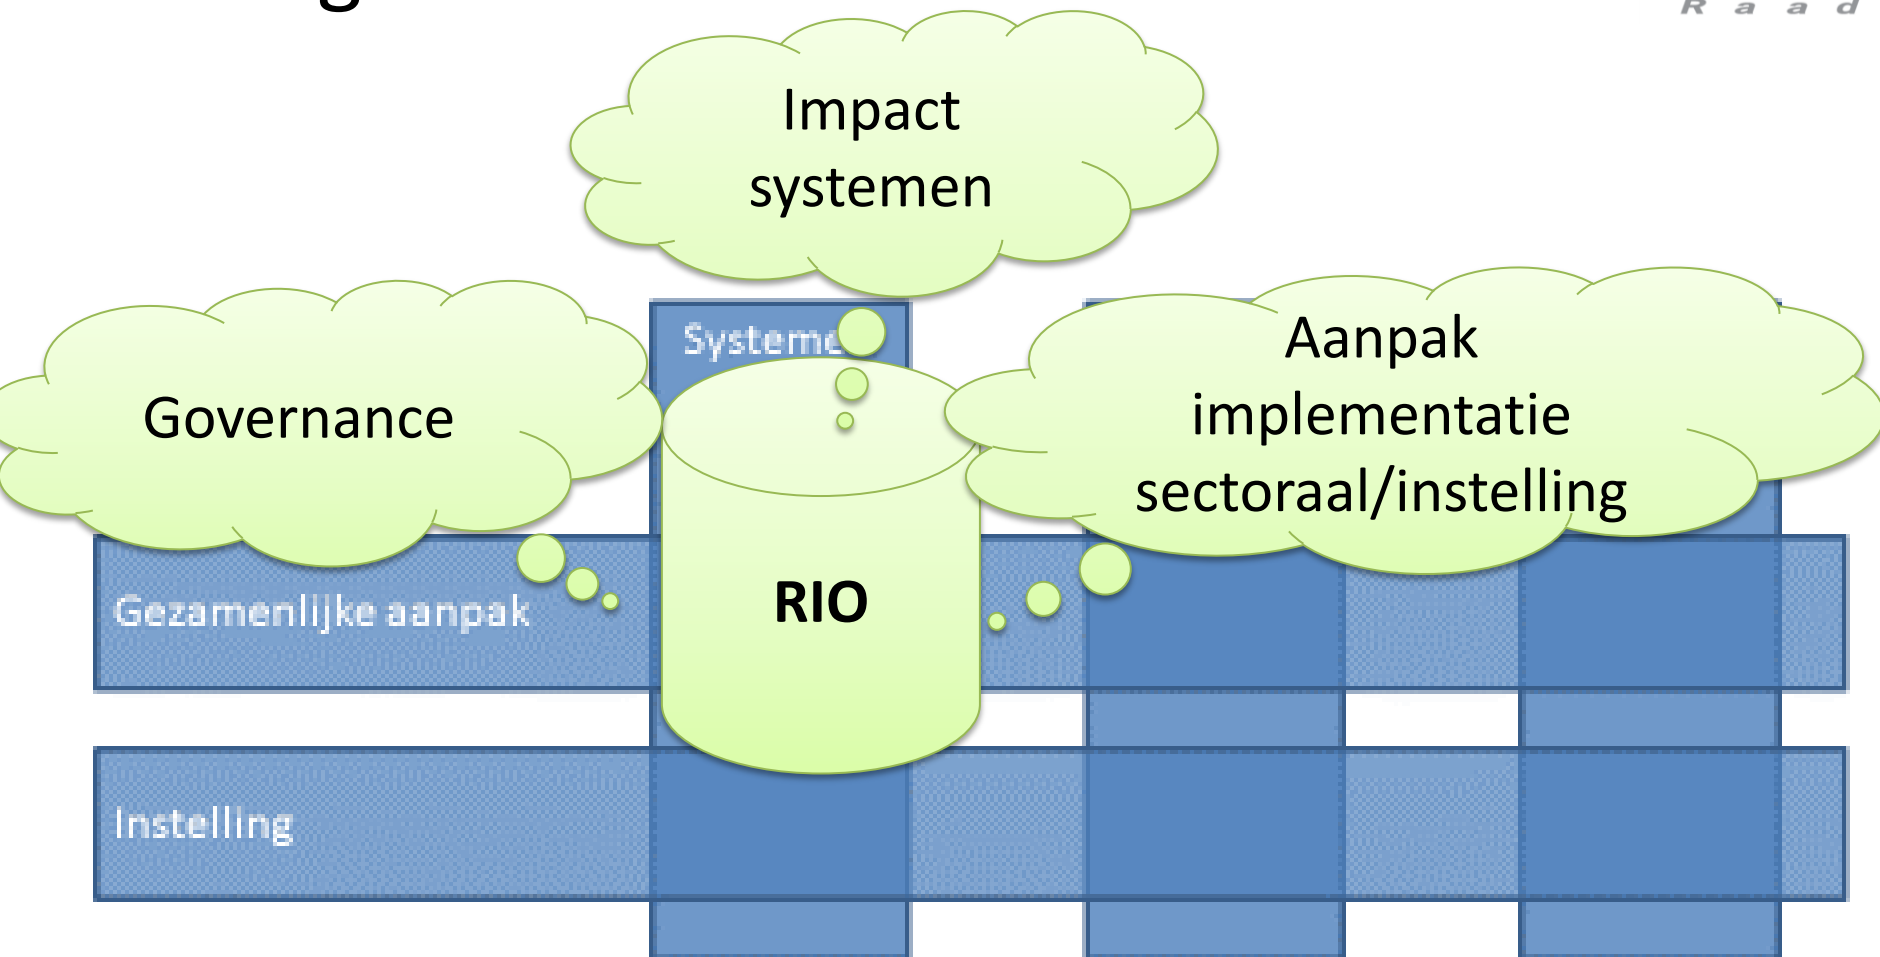 R a a d
Impact
systemen
Systeme
Governance
Aanpak
implementatie
sectoraal/instelling
RIO
Gezamenlijke aanpak
Instelling